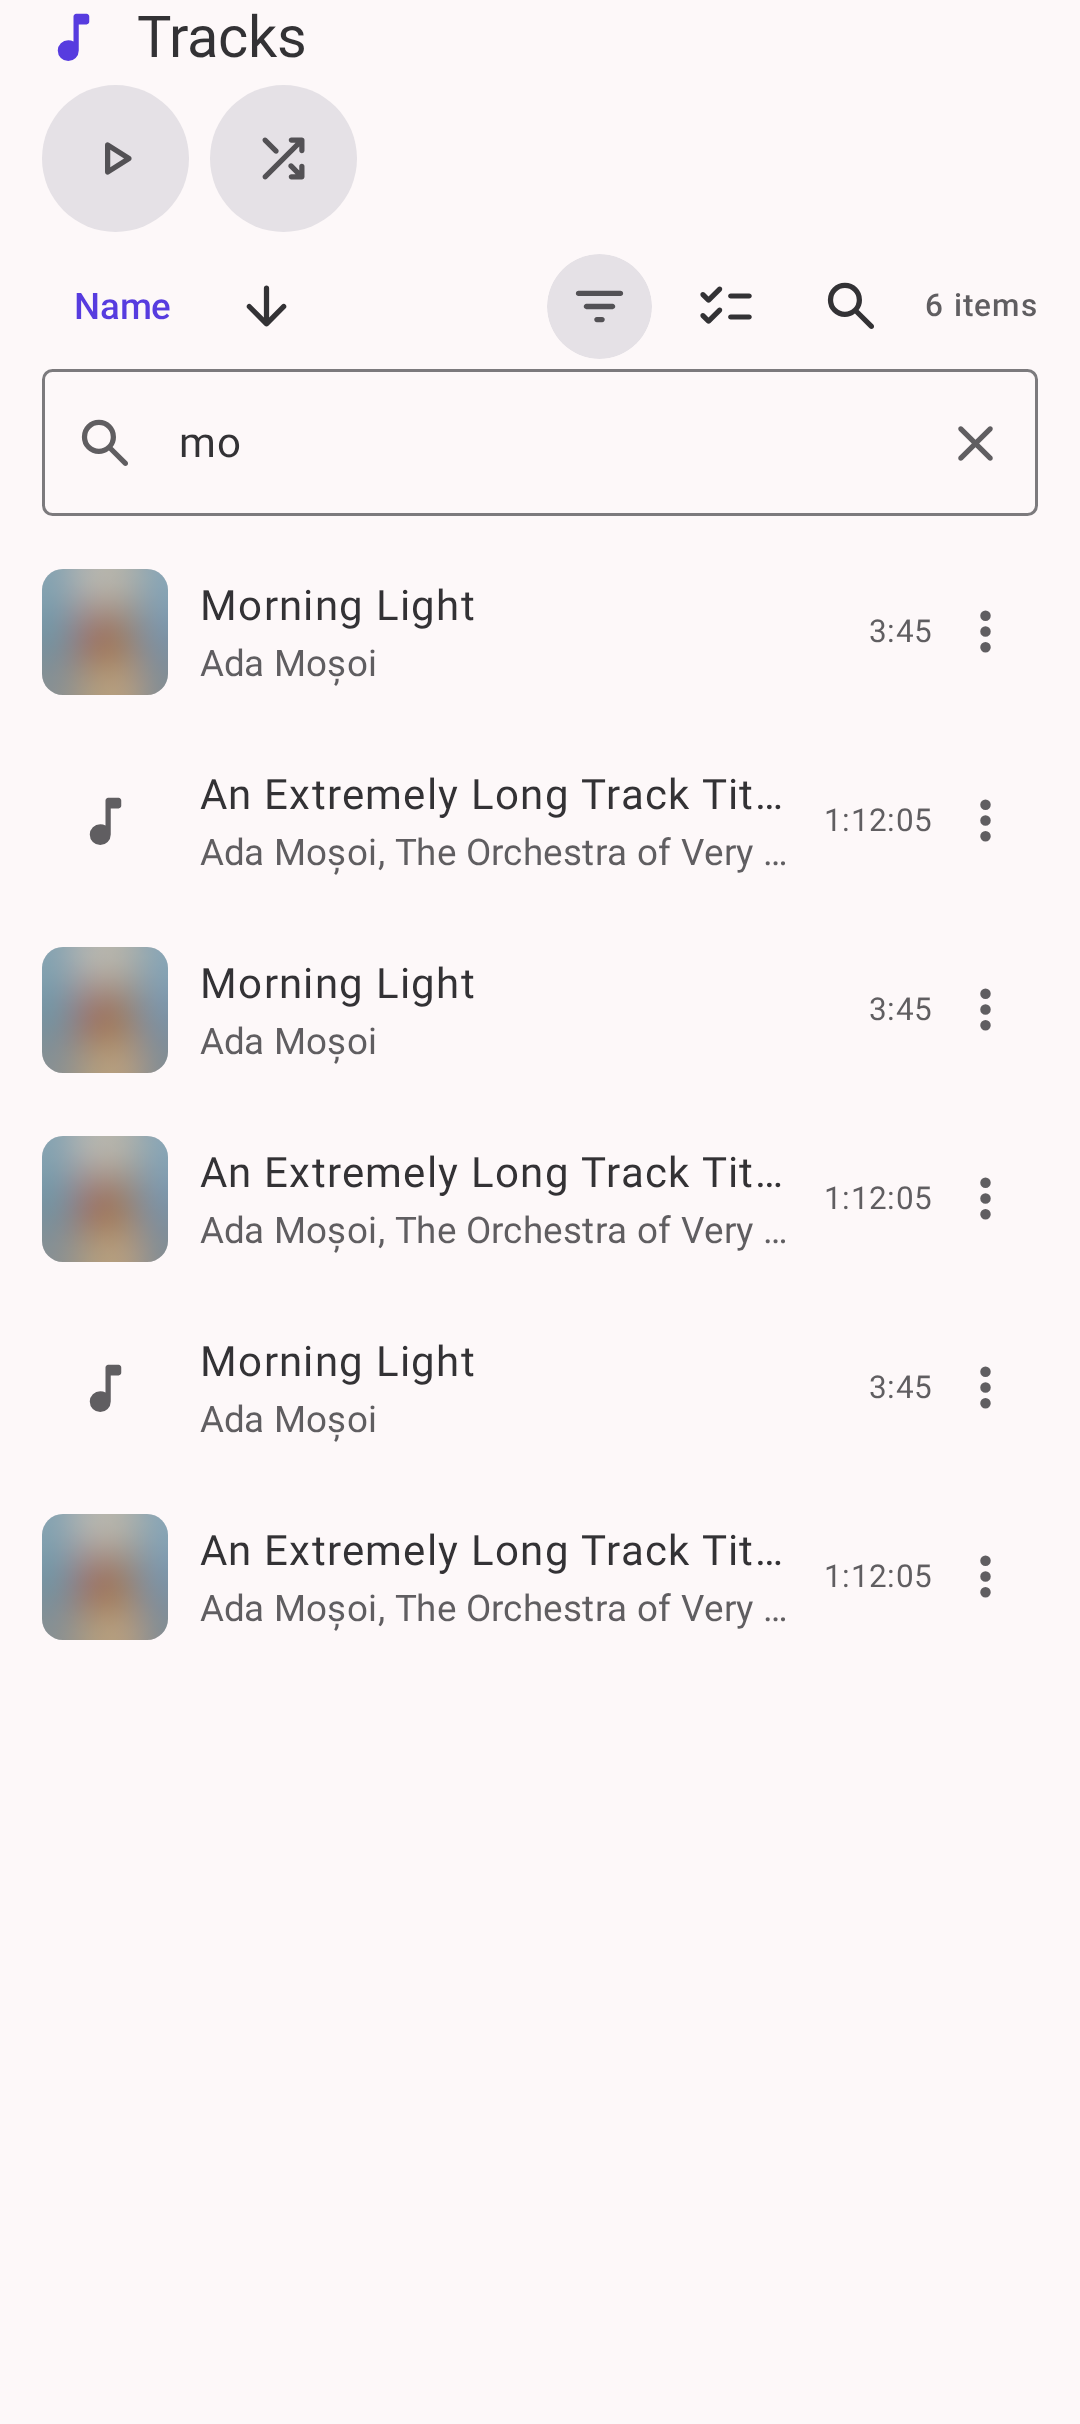 Tracks
Name
6 items
mo
Morning Light
3:45
Ada Moșoi
An Extremely Long Track Tit…
1:12:05
Ada Moșoi, The Orchestra of Very …
Morning Light
3:45
Ada Moșoi
An Extremely Long Track Tit…
1:12:05
Ada Moșoi, The Orchestra of Very …
Morning Light
3:45
Ada Moșoi
An Extremely Long Track Tit…
1:12:05
Ada Moșoi, The Orchestra of Very …